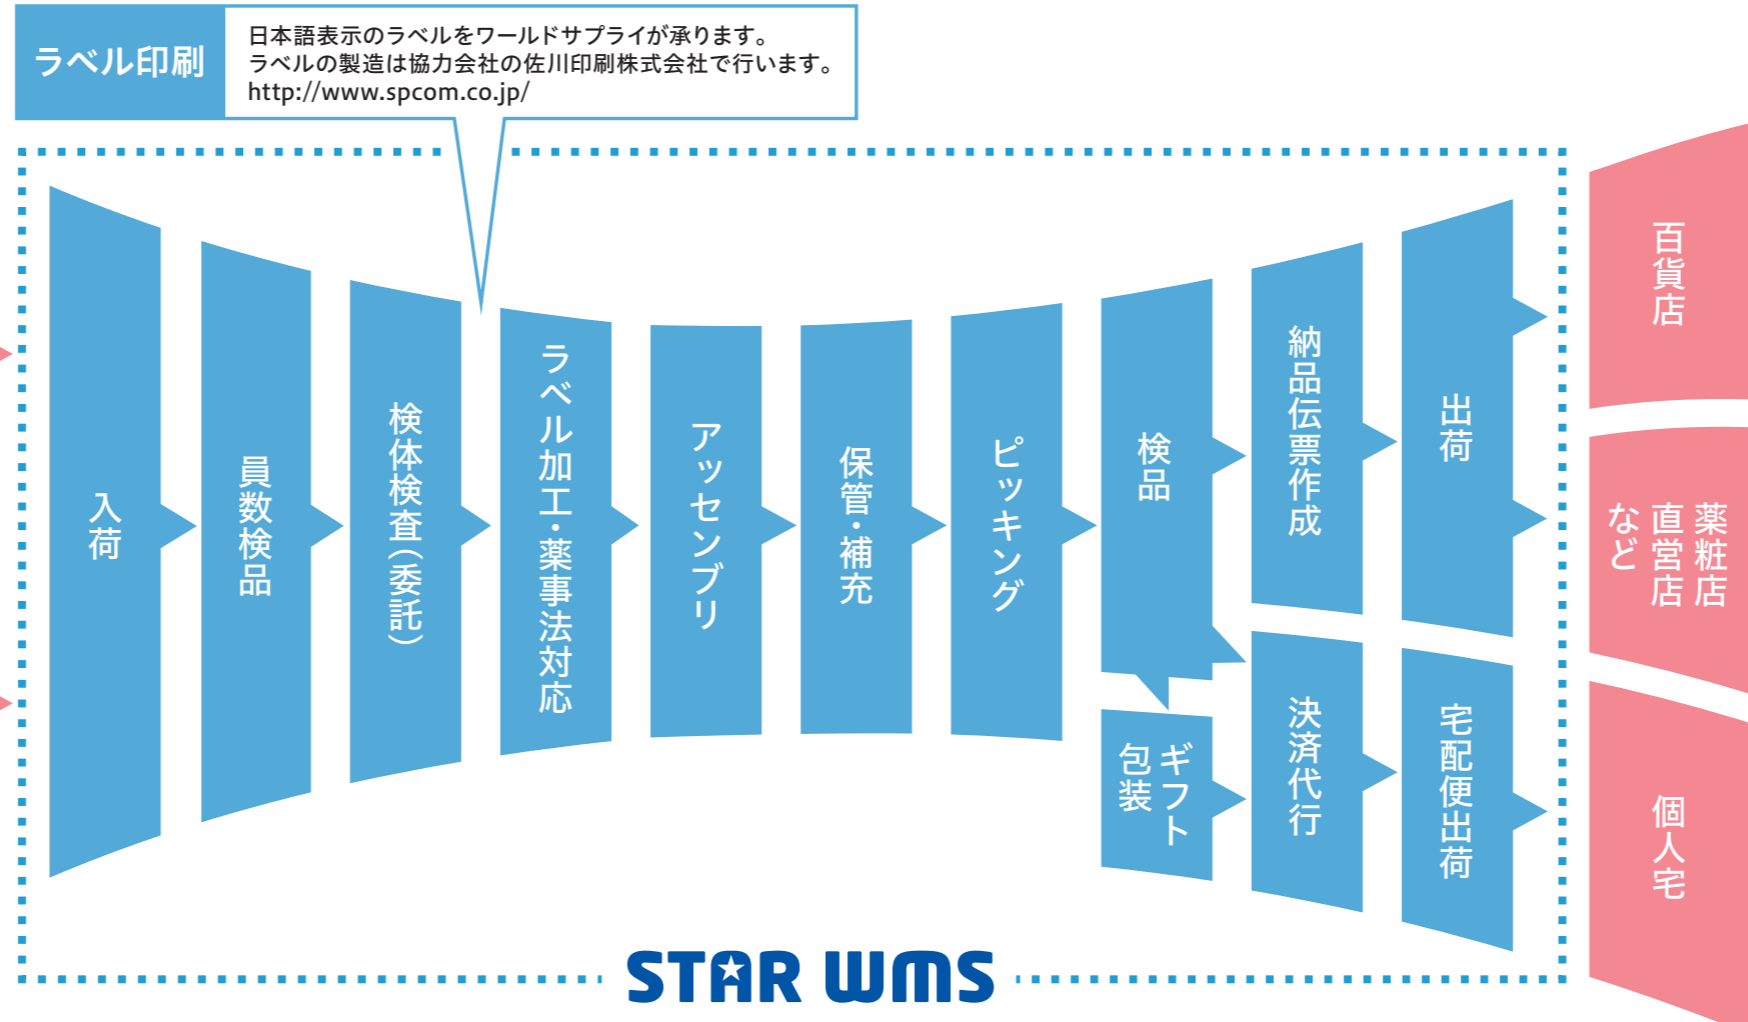 ラベル印刷
日本語表示のラベルをワールドサプライが承ります。
ラベルの製造は協力会社の佐川印刷株式会社で行います。
http://www.spcom.co.jp/
入荷
員数検品
検体検査(委託)
ラベル加工・薬事法対応
アッセンブリ
保管・補充
ピッキング
検品
ギフト
包装
納品伝票作成
決済代行
出荷
宅配便出荷
百貨店
薬粧店
直営店
など
個人宅
STAR WMS